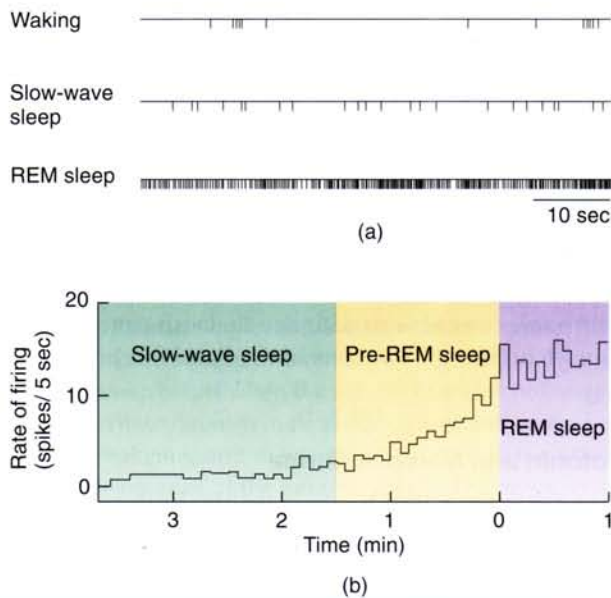 Waking
Slow-wave
sleep
REM sleep
10 sec
(a)
20
10
0
Rate of firing
(spikes/ 5 sec)
Slow-wave sleep
Pre-REM sleep
REM sleep
3
2
1
0
1
Time (min)
(b)